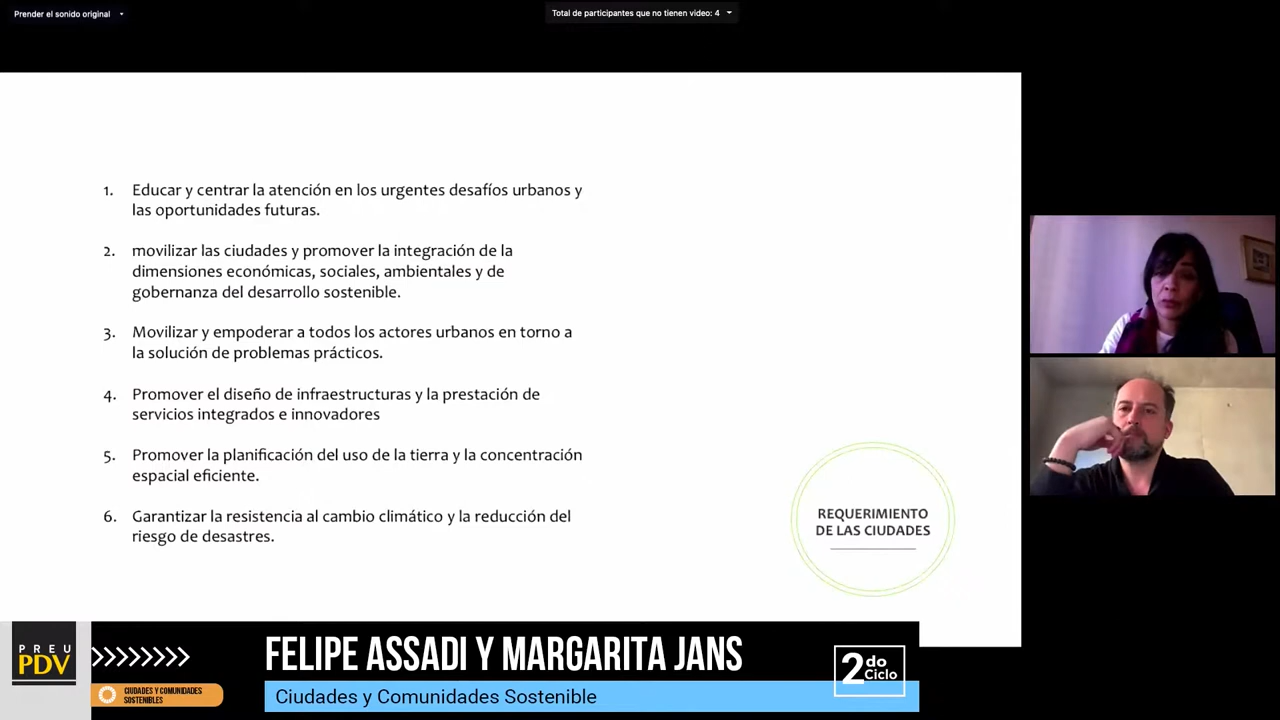 Prender el sonido original
Total de participantes que no tienen video: 4
1. Educar y centrar la atención en los urgentes desafíos urbanos y
las oportunidades futuras.
2. movilizar las ciudades y promover la integración de la
dimensiones económicas, sociales, ambientales y de
gobernanza del desarrollo sostenible.
3. Movilizar y empoderar a todos los actores urbanos en torno a
la solución de problemas prácticos.
4. Promover el diseño de infraestructuras y la prestación de
servicios integrados e innovadores
5. Promover la planificación del uso de la tierra y la concentración
espacial eficiente.
6. Garantizar la resistencia al cambio climático y la reducción del
riesgo de desastres.
REQUERIMIENTO
DE LAS CIUDADES
PREU
PDV
CIUDADES Y COMUNIDADES
SOSTENIBLES
FELIPE ASSADI Y MARGARITA JANS
Ciudades y Comunidades Sostenible
2do
Ciclo